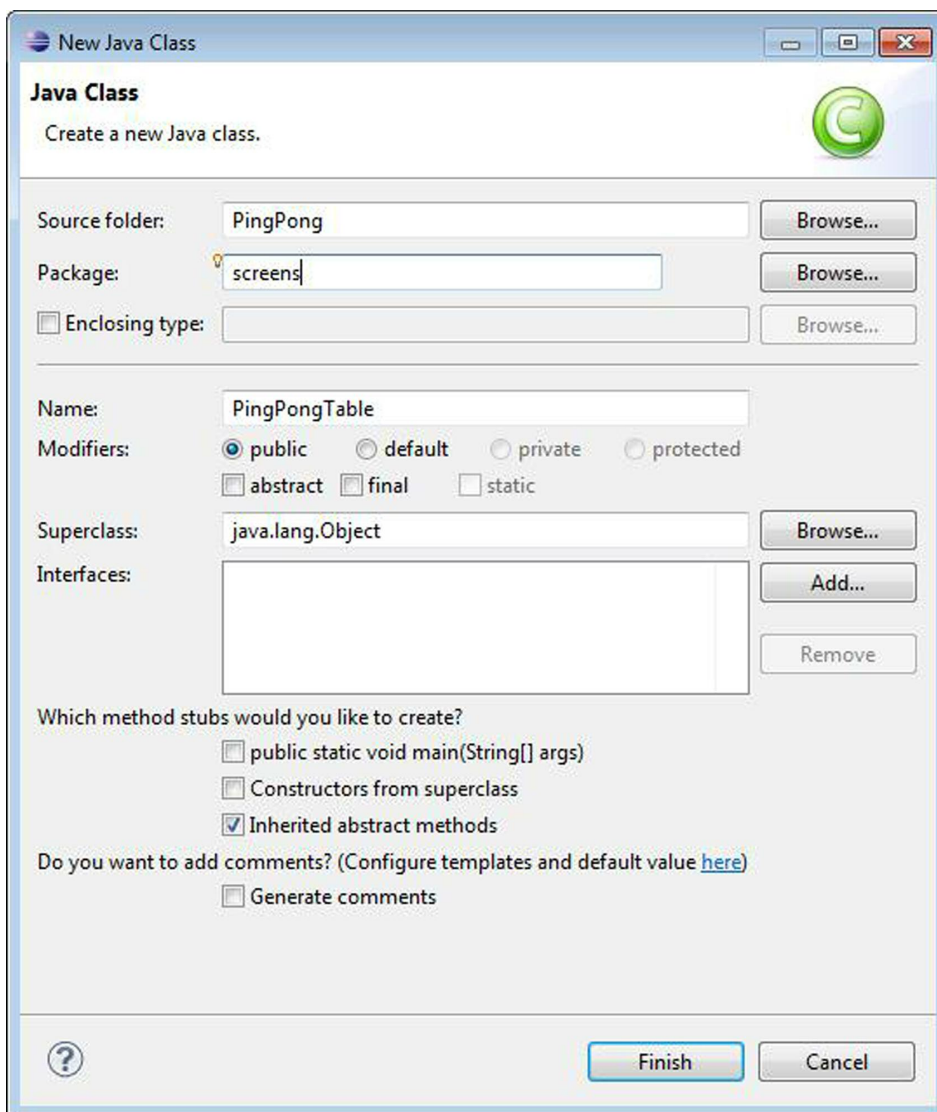 New Java Class
Java Class
Create a new Java class.
C
Source folder: PingPong Browse...
Package: screens Browse...
Enclosing type: Browse...
Name: PingPongTable
Modifiers: public default private protected
abstract final static
Superclass: java.lang.Object Browse...
Interfaces: Add...
Remove
Which method stubs would you like to create?
public static void main(String[] args)
Constructors from superclass
Inherited abstract methods
Do you want to add comments? (Configure templates and default value here)
Generate comments
? Finish Cancel